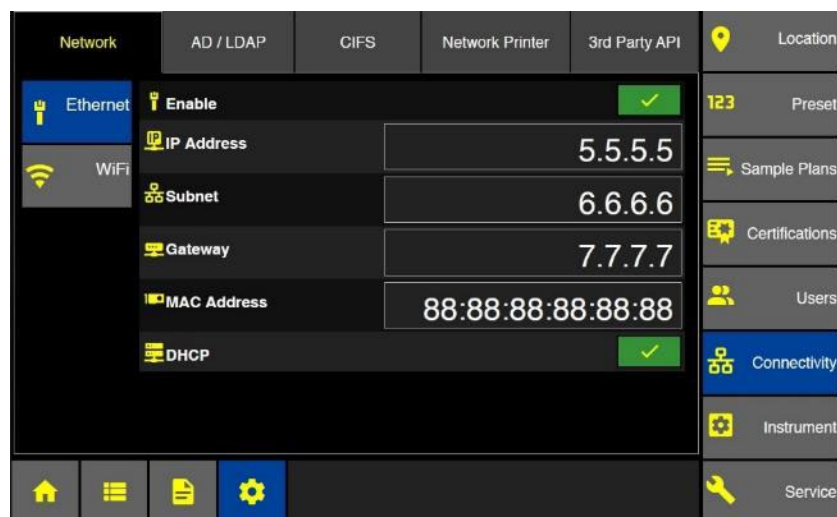 Network
AD / LDAP
CIFS
Network Printer
3rd Party API
Location
Ethernet
Enable
123
Preset
IP
IP Address
5.5.5.5
WiFi
Sample Plans
Subnet
6.6.6.6
Certifications
Gateway
7.7.7.7
Users
MAC Address
88:88:88:88:88:88
DHCP
Connectivity
Instrument
Service